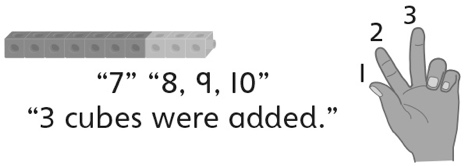 “7” “8, 9, 10”
“3 cubes were added.”
1
2
3